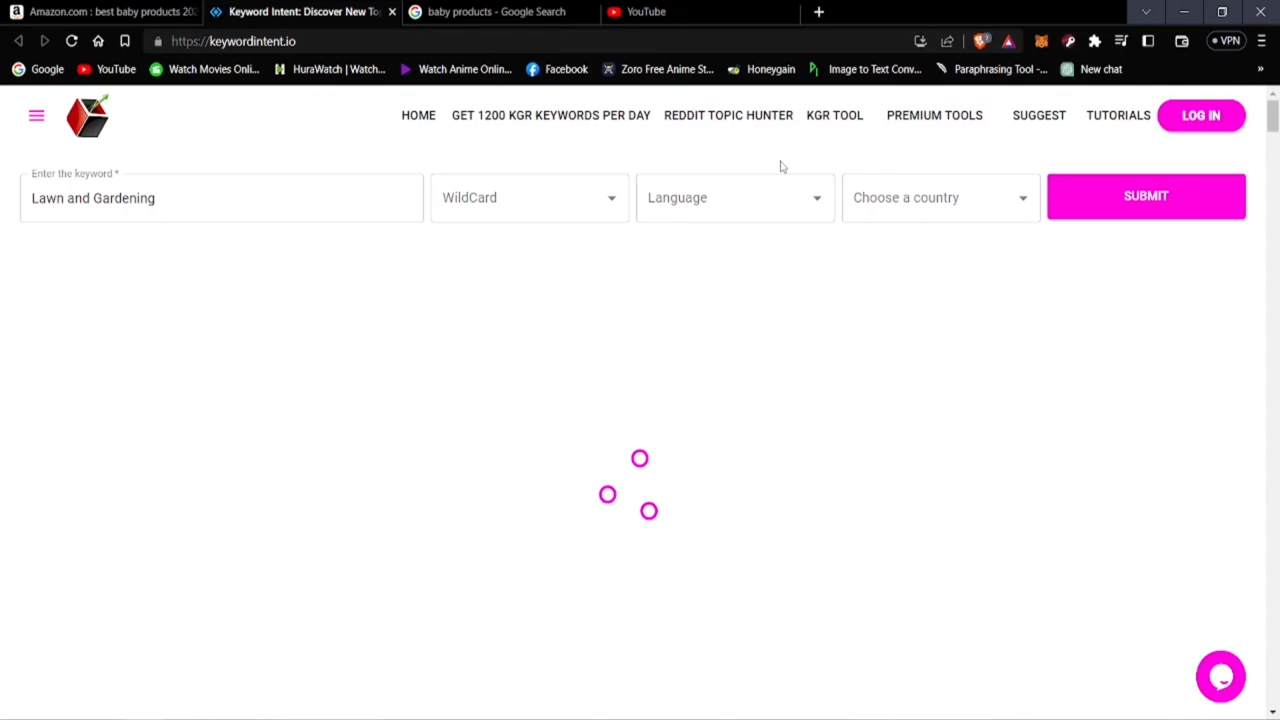 Amazon.com : best baby products 202
Keyword Intent: Discover New To
baby products - Google Search
YouTube
https://keywordintent.io
VPN
Google
YouTube
Watch Movies Onli...
HuraWatch | Watch...
Watch Anime Onlin...
Facebook
Zoro Free Anime St...
Honeygain
Image to Text Conv...
Paraphrasing Tool -...
New chat
»
HOME
GET 1200 KGR KEYWORDS PER DAY
REDDIT TOPIC HUNTER
KGR TOOL
PREMIUM TOOLS
SUGGEST
TUTORIALS
LOG IN
Enter the keyword *
Lawn and Gardening
WildCard
Language
Choose a country
SUBMIT